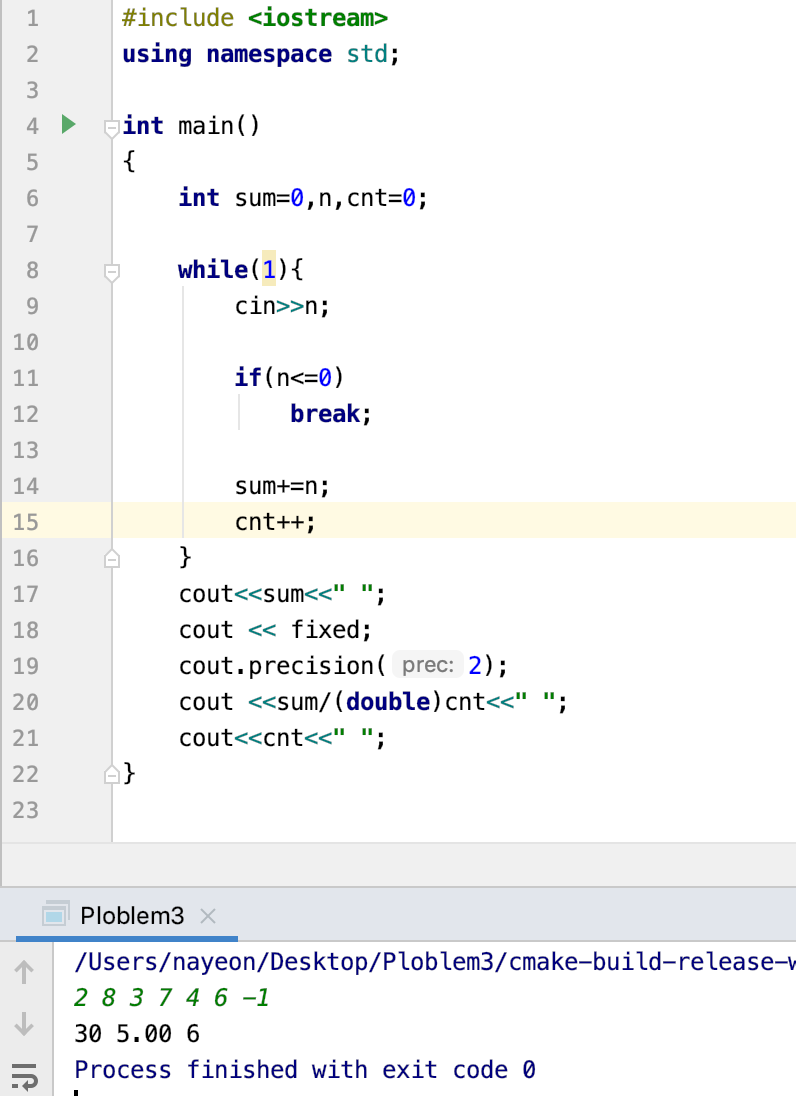 1 #include <iostream>
2 using namespace std;
3
4 int main()
5 {
6 int sum=0,n,cnt=0;
7
8 while(1){
9 cin>>n;
10
11 if(n<=0)
12 break;
13
14 sum+=n;
15 cnt++;
16 }
17 cout<<sum<<" ";
18 cout << fixed;
19 cout.precision( prec: 2);
20 cout <<sum/(double)cnt<<" ";
21 cout<<cnt<<" ";
22 }
23
Ploblem3
/Users/nayeon/Desktop/Ploblem3/cmake-build-release-w
2 8 3 7 4 6 -1
30 5.00 6
Process finished with exit code 0